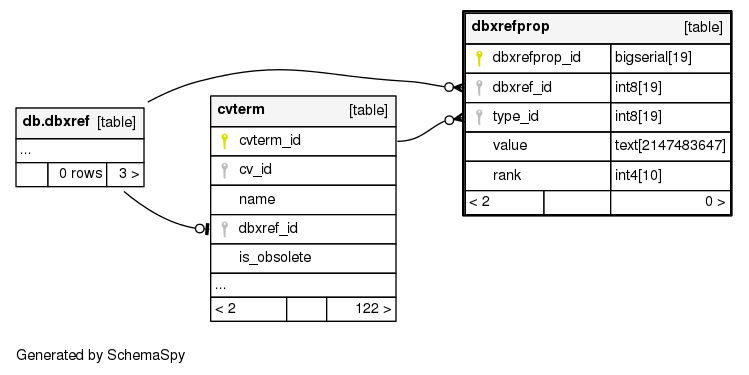 db.dbxref [table]
...
0 rows 3 >
cvterm [table]
cvterm_id
cv_id
name
dbxref_id
is_obsolete
...
< 2 122 >
dbxrefprop [table]
dbxrefprop_id bigserial[19]
dbxref_id int8[19]
type_id int8[19]
value text[2147483647]
rank int4[10]
< 2 0 >
Generated by SchemaSpy